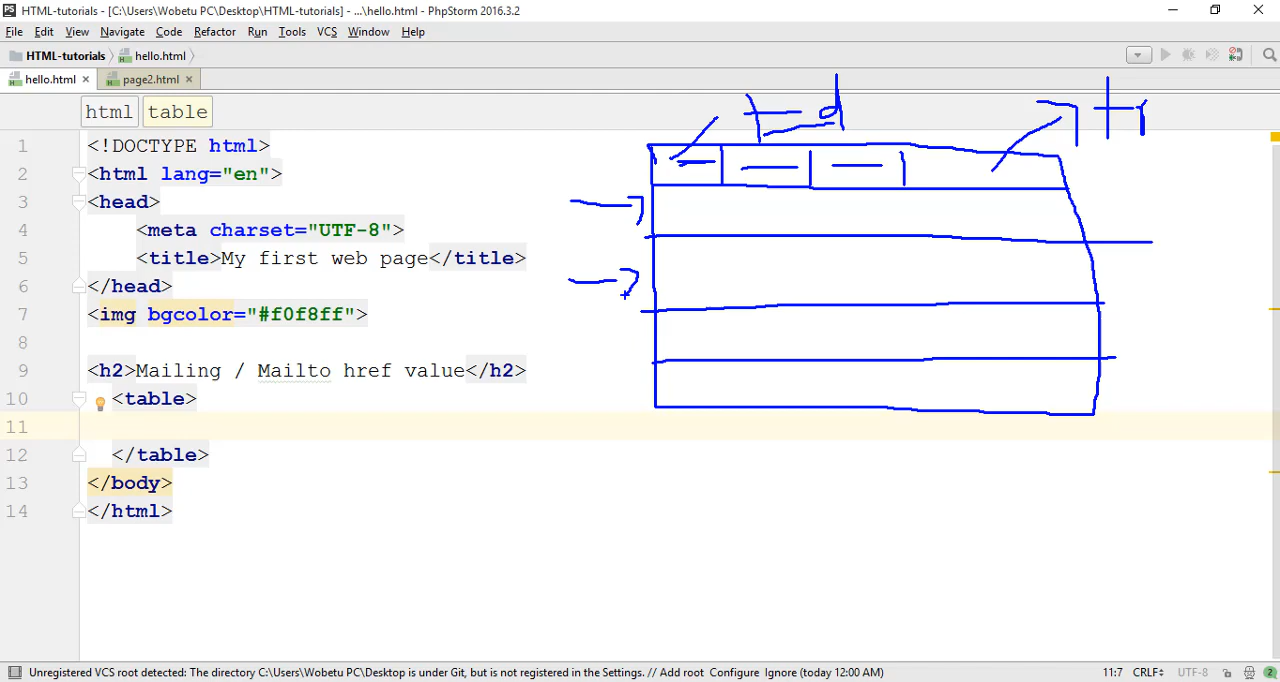 HTML-tutorials - [C:\Users\Wobetu PC\Desktop\HTML-tutorials] - ...\hello.html - PhpStorm 2016.3.2
File Edit View Navigate Code Refactor Run Tools VCS Window Help
HTML-tutorials hello.html
hello.html page2.html
html table
td
tr
1 <!DOCTYPE html>
2 <html lang="en">
3 <head>
4 <meta charset="UTF-8">
5 <title>My first web page</title>
6 </head>
7 <img bgcolor="#f0f8ff">
8
9 <h2>Mailing / Mailto href value</h2>
10 <table>
11
12 </table>
13 </body>
14 </html>
Unregistered VCS root detected: The directory C:\Users\Wobetu PC\Desktop is under Git, but is not registered in the Settings. // Add root Configure Ignore (today 12:00 AM) 11:7 CRLF UTF-8 2